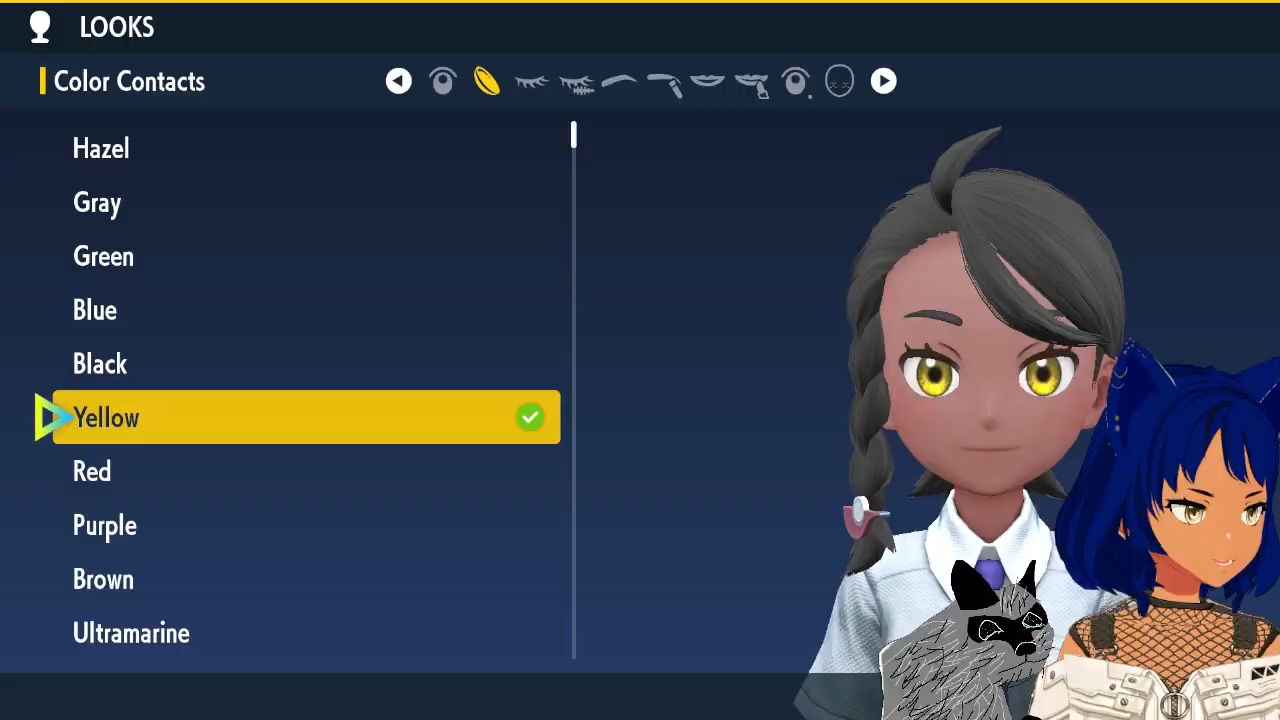 LOOKS
Color Contacts
Hazel
Gray
Green
Blue
Black
Yellow
Red
Purple
Brown
Ultramarine